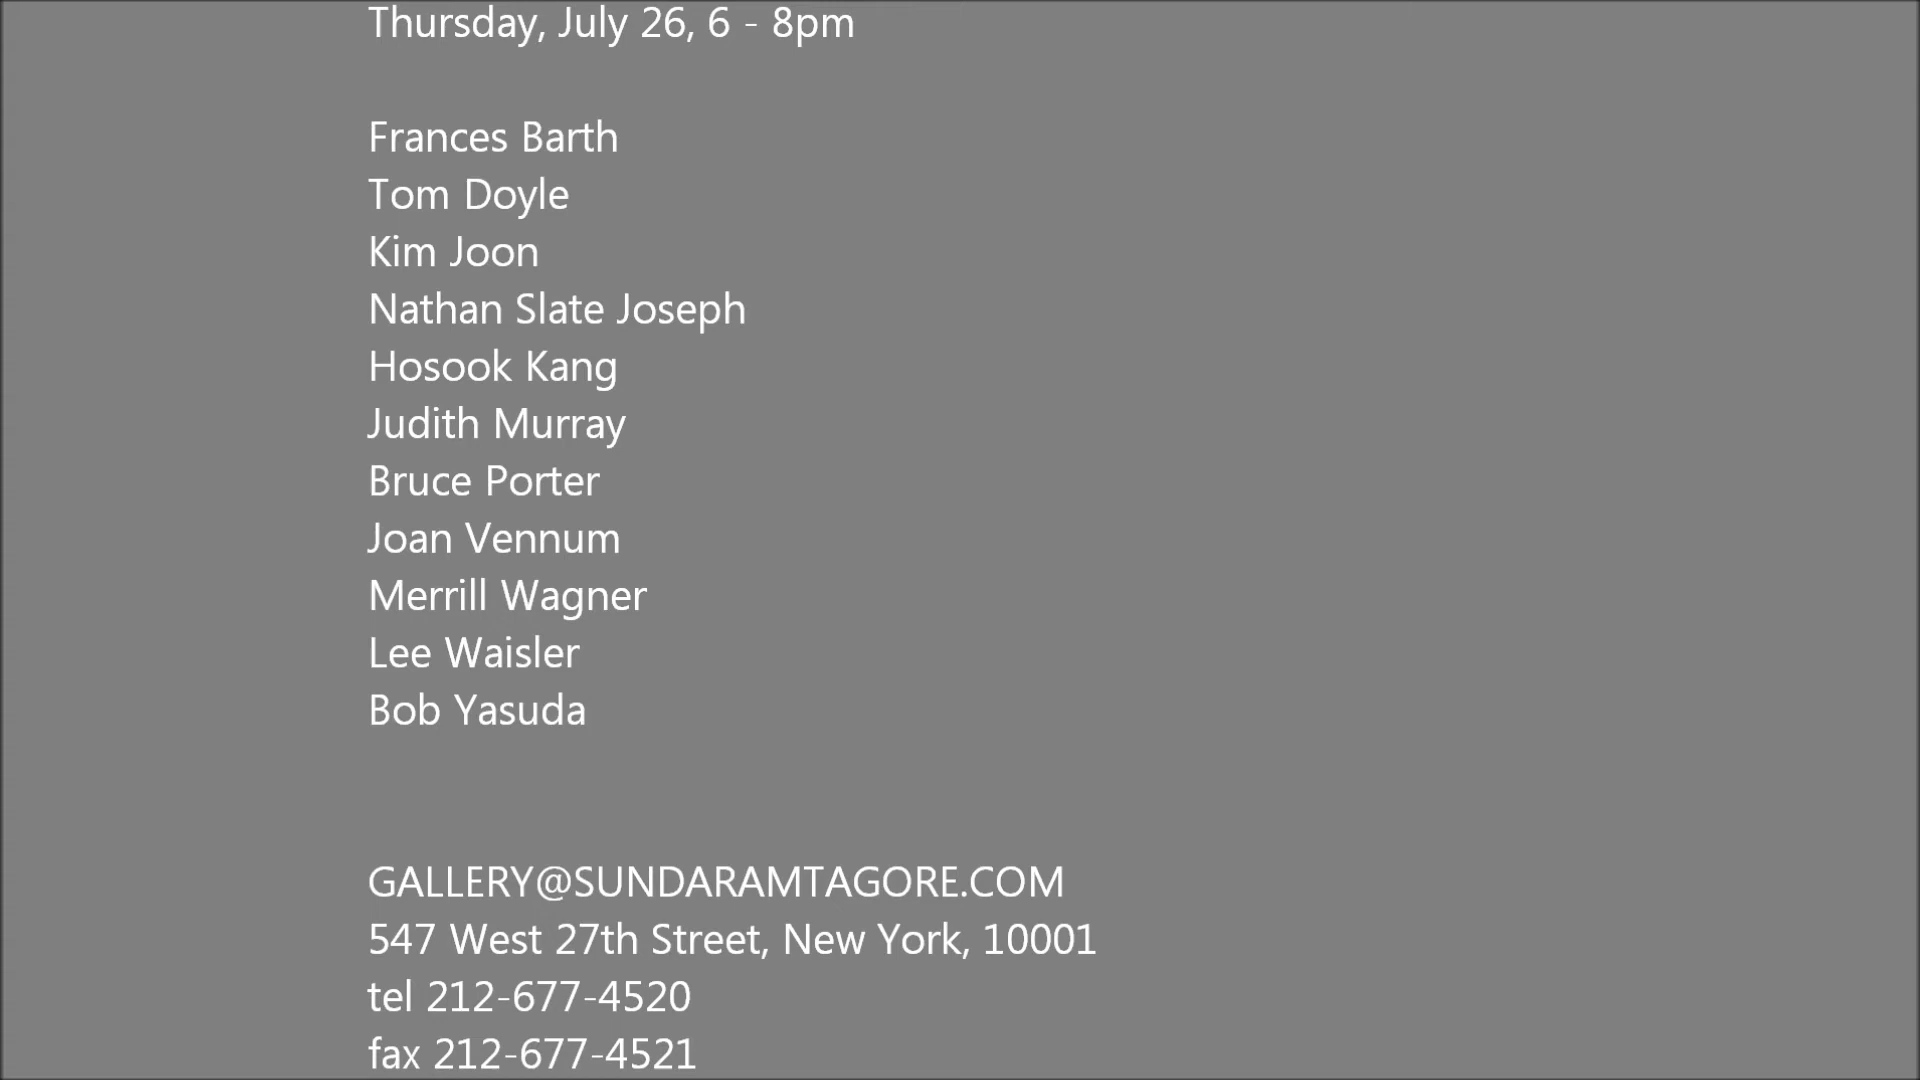 Thursday, July 26, 6 - 8pm
Frances Barth
Tom Doyle
Kim Joon
Nathan Slate Joseph
Hosook Kang
Judith Murray
Bruce Porter
Joan Vennum
Merrill Wagner
Lee Waisler
Bob Yasuda
GALLERY@SUNDARAMTAGORE.COM
547 West 27th Street, New York, 10001
tel 212-677-4520
fax 212-677-4521